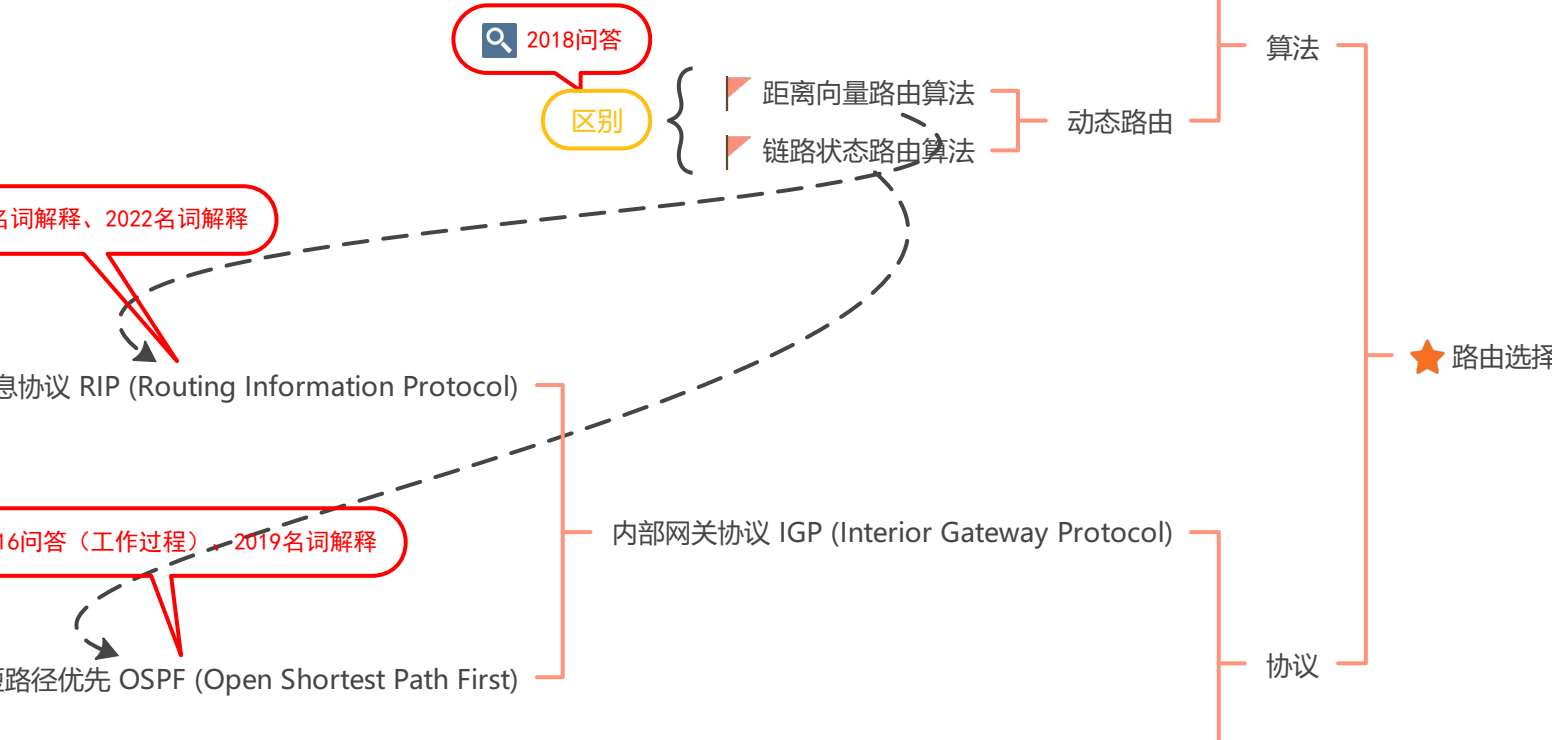 2018问答
算法
距离向量路由算法
区别
动态路由
链路状态路由算法
名词解释、2022名词解释
路由选择
息协议 RIP (Routing Information Protocol)
内部网关协议 IGP (Interior Gateway Protocol)
16问答（工作过程）、2019名词解释
协议
路径优先 OSPF (Open Shortest Path First)